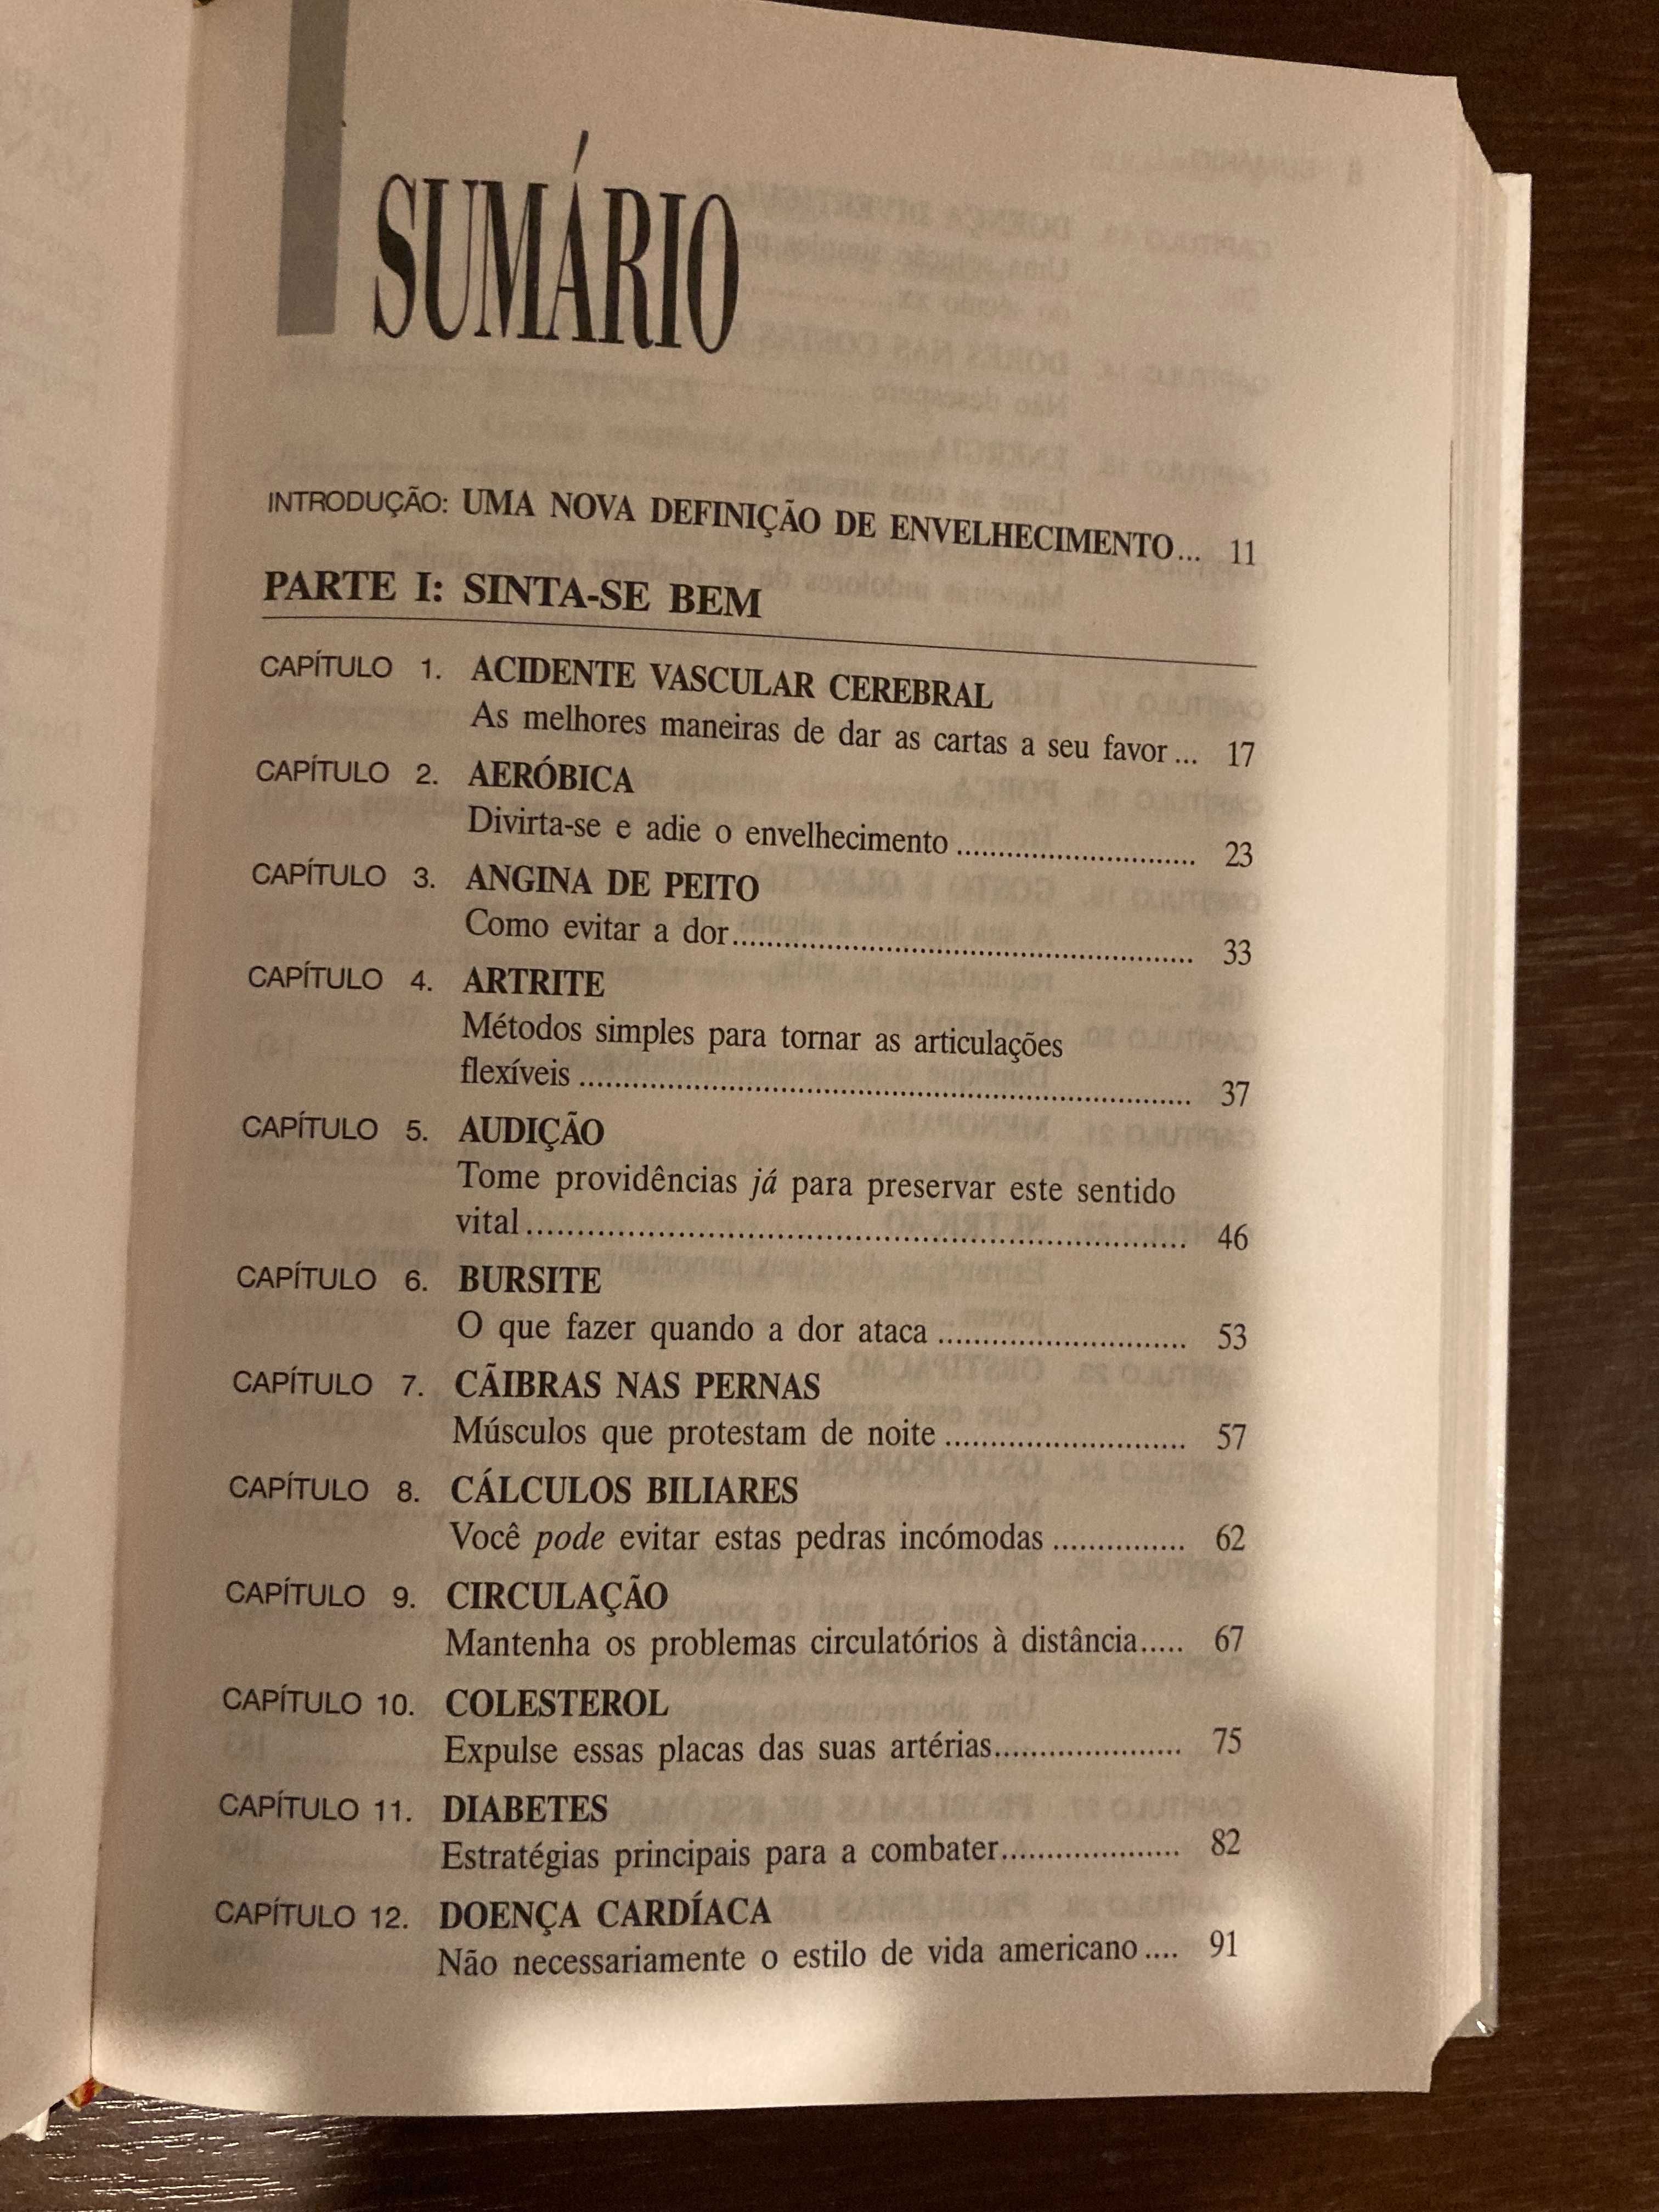 SUMÁRIO
INTRODUÇÃO: UMA NOVA DEFINIÇÃO DE ENVELHECIMENTO... 11
PARTE I: SINTA-SE BEM
CAPÍTULO 1. ACIDENTE VASCULAR CEREBRAL
As melhores maneiras de dar as cartas a seu favor ... 17
CAPÍTULO 2. AERÓBICA
Divirta-se e adie o envelhecimento ............................ 23
CAPÍTULO 3. ANGINA DE PEITO
Como evitar a dor...................................................... 33
CAPÍTULO 4. ARTRITE
Métodos simples para tornar as articulações
flexíveis ...................................................................... 37
CAPÍTULO 5. AUDIÇÃO
Tome providências já para preservar este sentido
vital............................................................................ 46
CAPÍTULO 6. BURSITE
O que fazer quando a dor ataca ............................. 53
CAPÍTULO 7. CÃIBRAS NAS PERNAS
Músculos que protestam de noite ............................ 57
CAPÍTULO 8. CÁLCULOS BILIARES
Você pode evitar estas pedras incómodas ............... 62
CAPÍTULO 9. CIRCULAÇÃO
Mantenha os problemas circulatórios à distância..... 67
CAPÍTULO 10. COLESTEROL
Expulse essas placas das suas artérias...................... 75
CAPÍTULO 11. DIABETES
Estratégias principais para a combater..................... 82
CAPÍTULO 12. DOENÇA CARDÍACA
Não necessariamente o estilo de vida americano .... 91